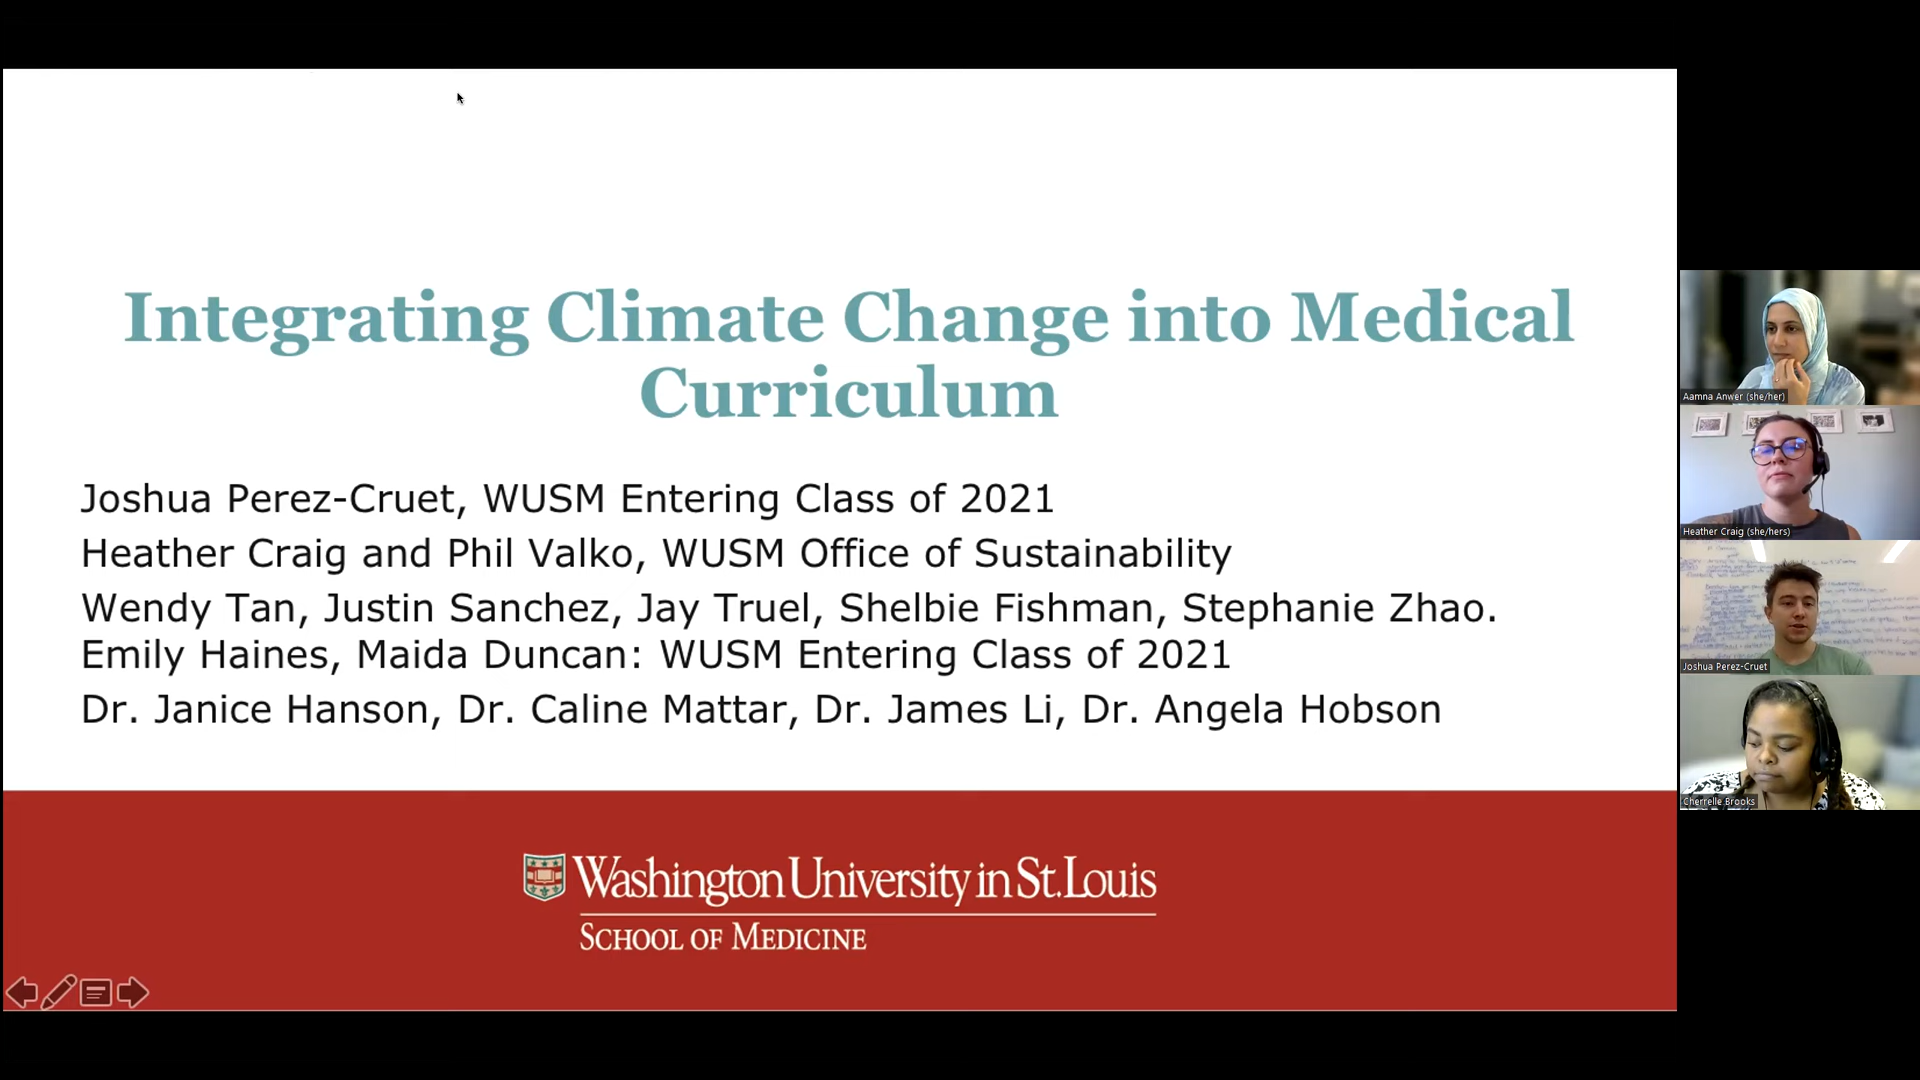 Integrating Climate Change into Medical
Curriculum
Joshua Perez-Cruet, WUSM Entering Class of 2021
Heather Craig and Phil Valko, WUSM Office of Sustainability
Wendy Tan, Justin Sanchez, Jay Truel, Shelbie Fishman, Stephanie Zhao.
Emily Haines, Maida Duncan: WUSM Entering Class of 2021
Dr. Janice Hanson, Dr. Caline Mattar, Dr. James Li, Dr. Angela Hobson
Washington University in St. Louis
School of Medicine
Aamna Anwer (she/her)
Heather Craig (she/hers)
Joshua Perez-Cruet
Cherrelle Brooks